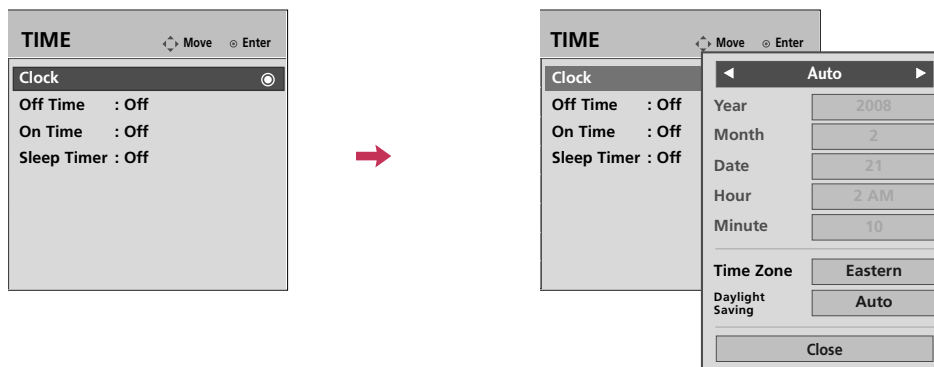 TIME Move Enter
Clock
Off Time : Off
On Time : Off
Sleep Timer : Off
TIME Move Enter
Clock
Off Time : Off
On Time : Off
Sleep Timer : Off
Auto
Year 2008
Month 2
Date 21
Hour 2 AM
Minute 10
Time Zone Eastern
Daylight
Saving Auto
Close